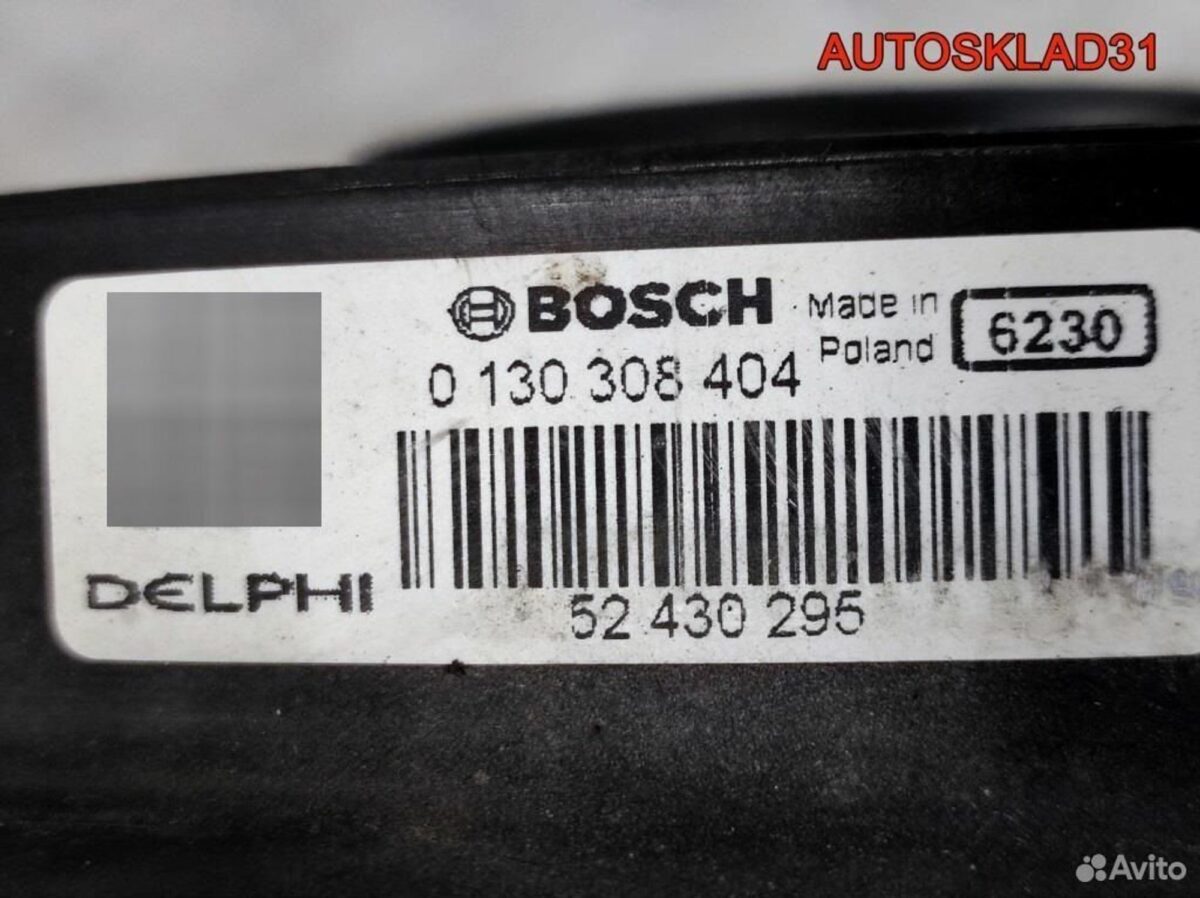 AUTOSKLAD31
BOSCH
Made in
Poland
6230
0 130 308 404
DELPHI
52 430 295
Avito